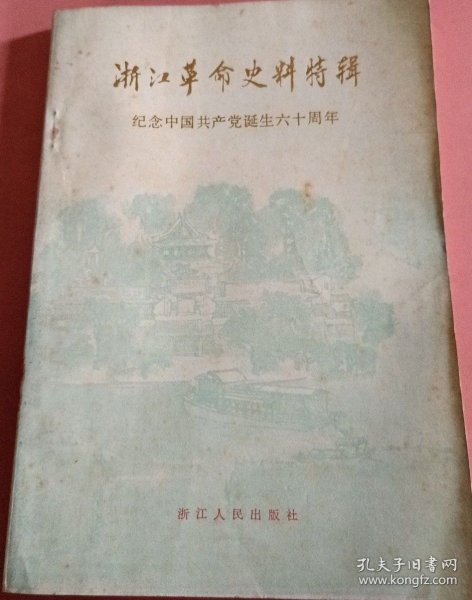 浙江革命史料特辑
纪念中国共产党诞生六十周年
浙江人民出版社
孔夫子旧书网
www.kongfz.com